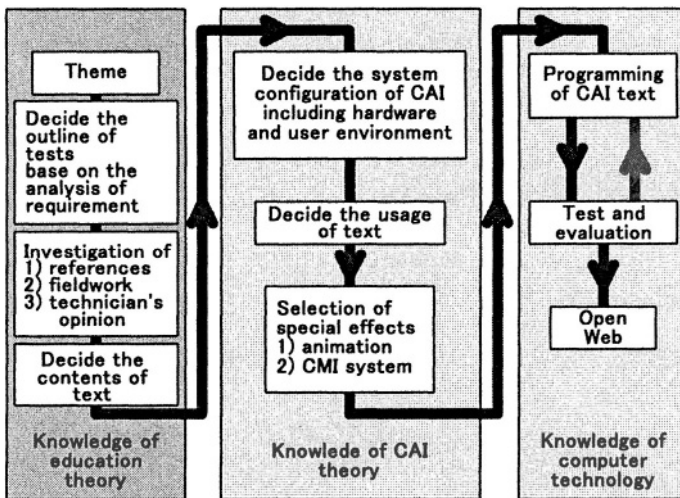 Theme
Decide the
outline of
tests
base on the
analysis of
requirement
Investigation of
1) references
2) fieldwork
3) technician's
opinion
Decide the
contents of
text
Knowledge of
education
theory
Decide the system
configuration of CAI
including hardware
and user environment
Decide the usage
of text
Selection of
special effects
1) animation
2) CMI system
Knowlede of CAI
theory
Programming
of CAI text
Test and
evaluation
Open
Web
Knowledge of
computer
technology